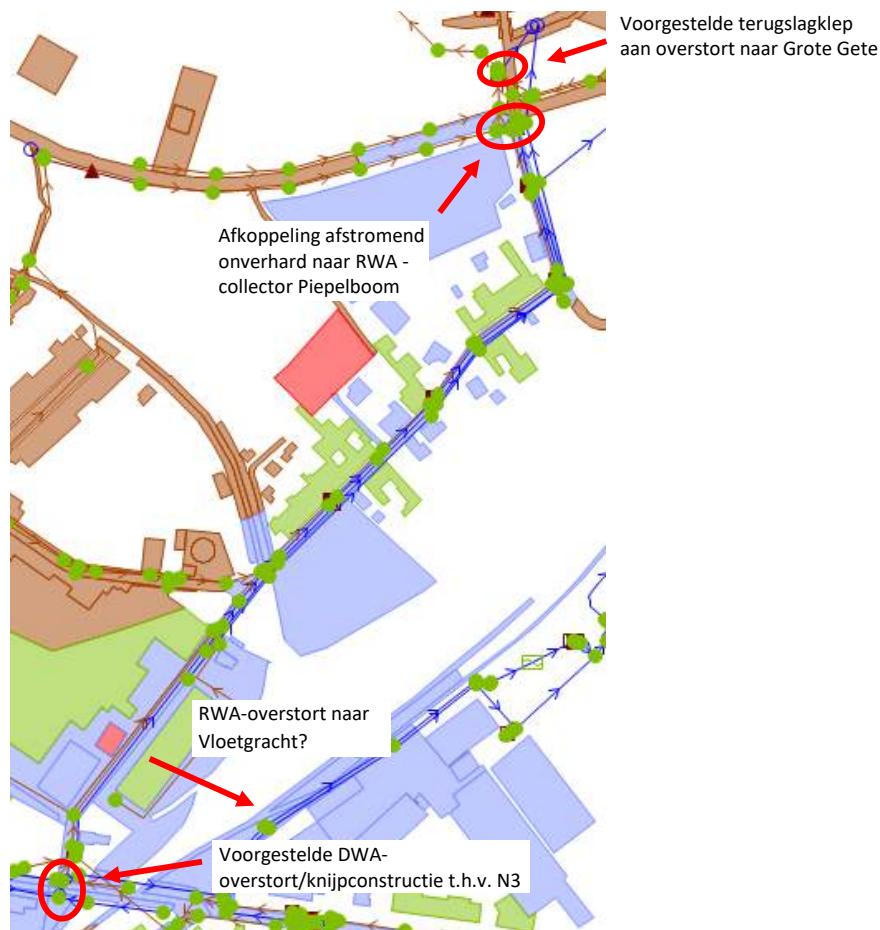 Voorgestelde terugslagklep
aan overstort naar Grote Gete
Afkoppeling afstromend
onverhard naar RWA -
collector Piepelboom
RWA-overstort naar
Vloetgracht?
Voorgestelde DWA-
overstort/knijpconstructie t.h.v. N3